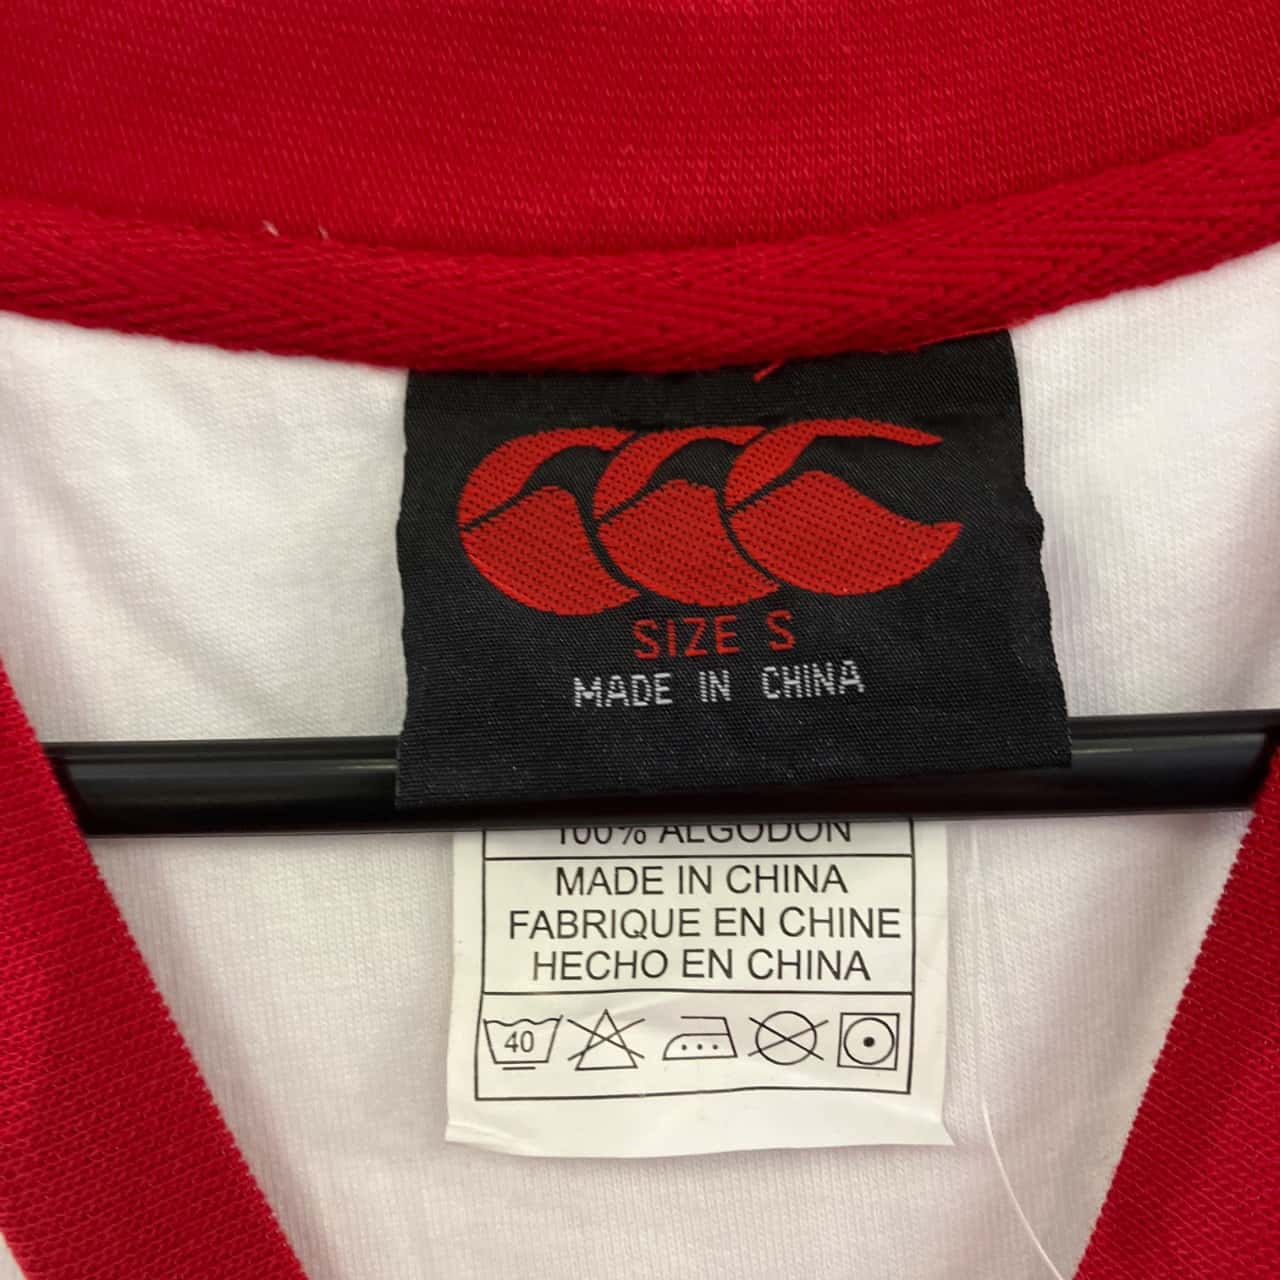 SIZE S
MADE IN CHINA
100% ALGODON
MADE IN CHINA
FABRIQUE EN CHINE
HECHO EN CHINA
40